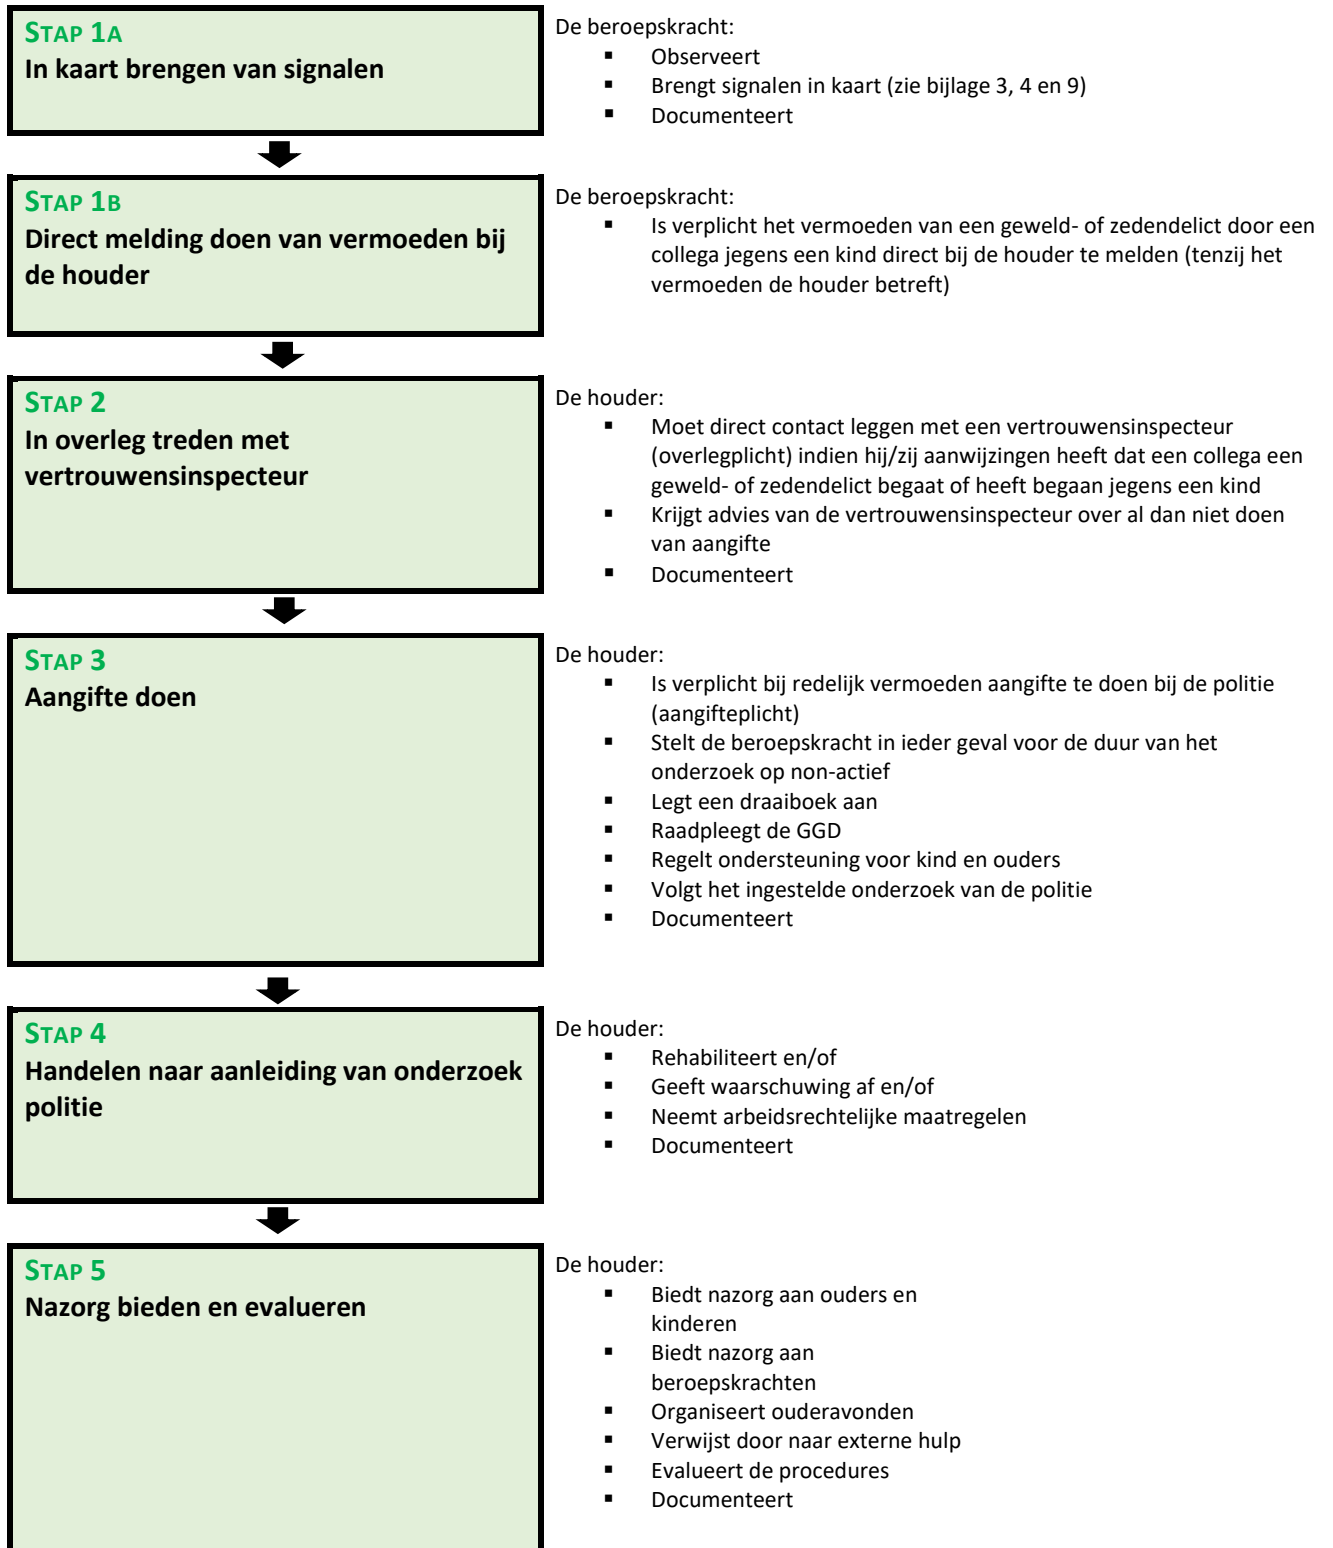 STAP 1A
In kaart brengen van signalen
De beroepskracht:
▪ Observeert
▪ Brengt signalen in kaart (zie bijlage 3, 4 en 9)
▪ Documenteert
STAP 1B
Direct melding doen van vermoeden bij
de houder
De beroepskracht:
▪ Is verplicht het vermoeden van een geweld- of zedendelict door een
collega jegens een kind direct bij de houder te melden (tenzij het
vermoeden de houder betreft)
STAP 2
In overleg treden met
vertrouwensinspecteur
De houder:
▪ Moet direct contact leggen met een vertrouwensinspecteur
(overlegplicht) indien hij/zij aanwijzingen heeft dat een collega een
geweld- of zedendelict begaat of heeft begaan jegens een kind
▪ Krijgt advies van de vertrouwensinspecteur over al dan niet doen
van aangifte
▪ Documenteert
STAP 3
Aangifte doen
De houder:
▪ Is verplicht bij redelijk vermoeden aangifte te doen bij de politie
(aangifteplicht)
▪ Stelt de beroepskracht in ieder geval voor de duur van het
onderzoek op non-actief
▪ Legt een draaiboek aan
▪ Raadpleegt de GGD
▪ Regelt ondersteuning voor kind en ouders
▪ Volgt het ingestelde onderzoek van de politie
▪ Documenteert
STAP 4
Handelen naar aanleiding van onderzoek
politie
De houder:
▪ Rehabiliteert en/of
▪ Geeft waarschuwing af en/of
▪ Neemt arbeidsrechtelijke maatregelen
▪ Documenteert
STAP 5
Nazorg bieden en evalueren
De houder:
▪ Biedt nazorg aan ouders en
kinderen
▪ Biedt nazorg aan
beroepskrachten
▪ Organiseert ouderavonden
▪ Verwijst door naar externe hulp
▪ Evalueert de procedures
▪ Documenteert